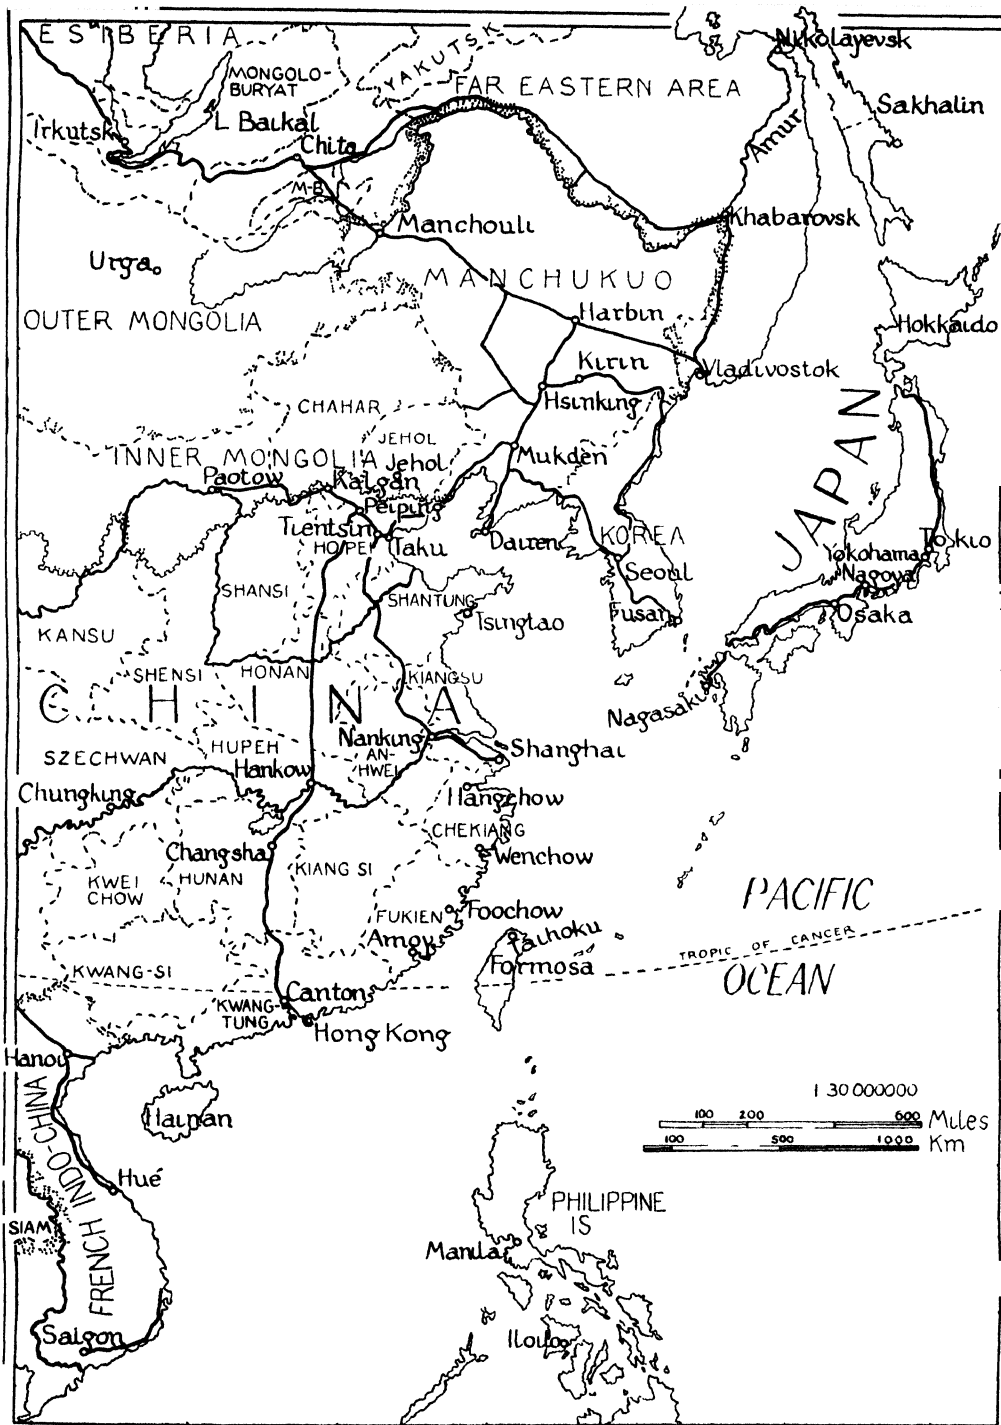 E SIBERIA
MONGOLO-
BURYAT
YAKUTSK
FAR EASTERN AREA
Nikolayevsk
Sakhalin
Irkutsk
L Baikal
Chita
Amur
M-B
Manchouli
Khabarovsk
Urga
MANCHUKUO
OUTER MONGOLIA
Harbin
Hokkaido
Kirin
Vladivostok
CHAHAR
Hsinking
JAPAN
JEHOL
INNER MONGOLIA
Jehol
Mukden
Paotow
Kalgan
Peiping
Tientsin
HOPEI
Taku
Dairen
KOREA
Tokio
Yokohama
Nagoya
Seoul
SHANSI
SHANTUNG
Tsingtao
Fusan
Osaka
KANSU
SHENSI
HONAN
KIANGSU
CHINA
Nagasaki
SZECHWAN
HUPEH
Nanking
AN-
HWEI
Shanghai
Hankow
Chungking
Hangchow
CHEKIANG
Changsha
Wenchow
KWEI
CHOW
HUNAN
KIANG SI
FUKIEN
Foochow
Amoy
Taihoku
Formosa
PACIFIC
OCEAN
TROPIC OF CANCER
KWANG-SI
Canton
KWANG-
TUNG
Hong Kong
Hanoi
Hainan
FRENCH INDO-CHINA
Hué
SIAM
Saigon
1 30 000000
100 200 600 Miles
100 500 1000 Km
PHILIPPINE
IS
Manila
Iloilo